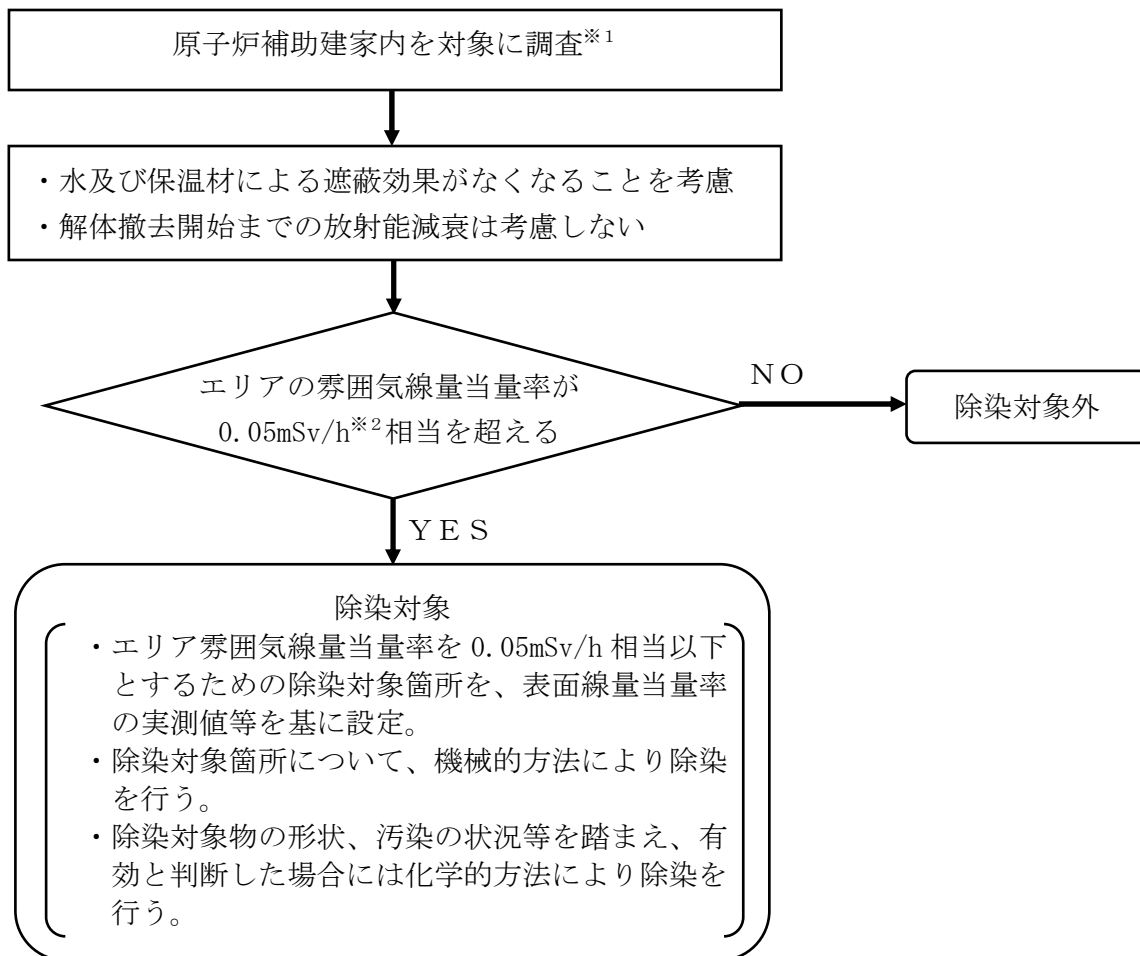 原子炉補助建家内を対象に調査※1
・水及び保温材による遮蔽効果がなくなることを考慮
・解体撤去開始までの放射能減衰は考慮しない
エリアの雰囲気線量当量率が
0.05mSv/h※2相当を超える
ＮＯ
除染対象外
ＹＥＳ
除染対象
・エリア雰囲気線量当量率を 0.05mSv/h 相当以下
とするための除染対象箇所を、表面線量当量率
の実測値等を基に設定。
・除染対象箇所について、機械的方法により除染
を行う。
・除染対象物の形状、汚染の状況等を踏まえ、有
効と判断した場合には化学的方法により除染を
行う。